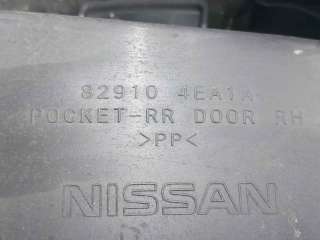 82910 4EA1A
POCKET-RR DOOR RH
>PP<
NISSAN